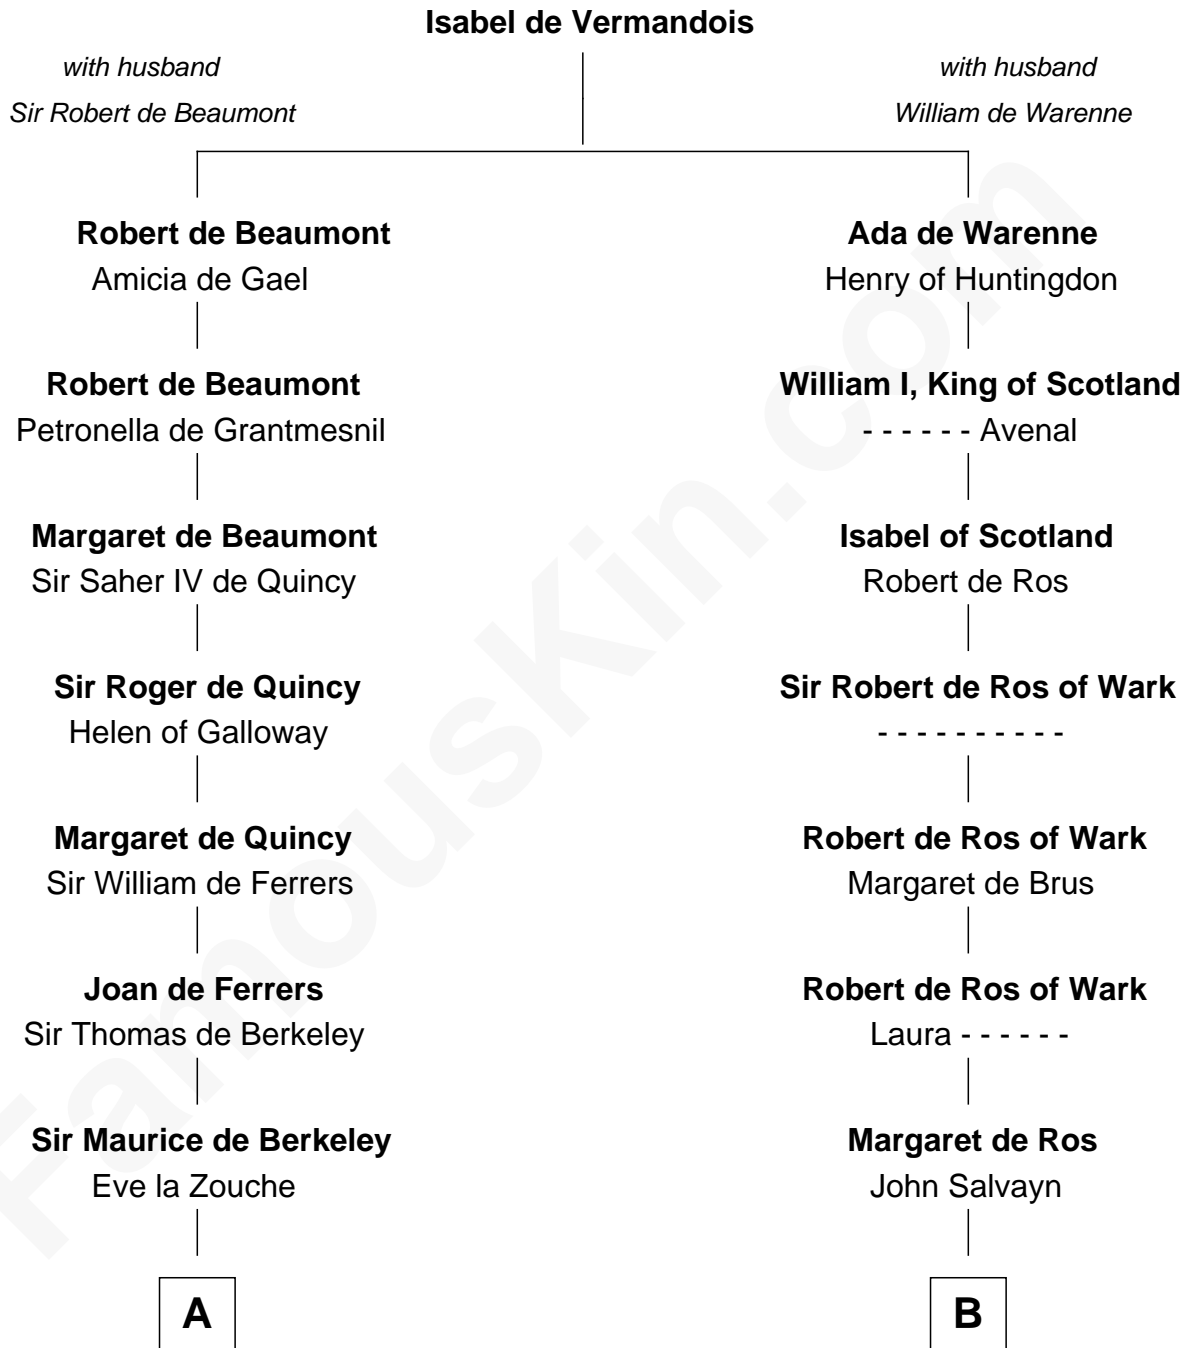 Isabel de Vermandois
with husband
Sir Robert de Beaumont
with husband
William de Warenne
Robert de Beaumont
Amicia de Gael
Ada de Warenne
Henry of Huntingdon
Robert de Beaumont
Petronella de Grantmesnil
William I, King of Scotland
- - - - - - Avenal
Margaret de Beaumont
Sir Saher IV de Quincy
Isabel of Scotland
Robert de Ros
Sir Roger de Quincy
Helen of Galloway
Sir Robert de Ros of Wark
- - - - - - - - - -
Margaret de Quincy
Sir William de Ferrers
Robert de Ros of Wark
Margaret de Brus
Joan de Ferrers
Sir Thomas de Berkeley
Robert de Ros of Wark
Laura - - - - - -
Sir Maurice de Berkeley
Eve la Zouche
Margaret de Ros
John Salvayn
A
B
FamousKin.com